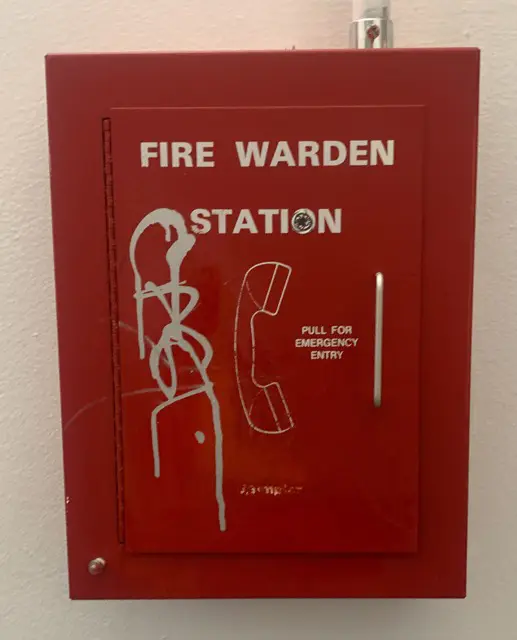 FIRE WARDEN
STATION
PULL FOR
EMERGENCY
ENTRY